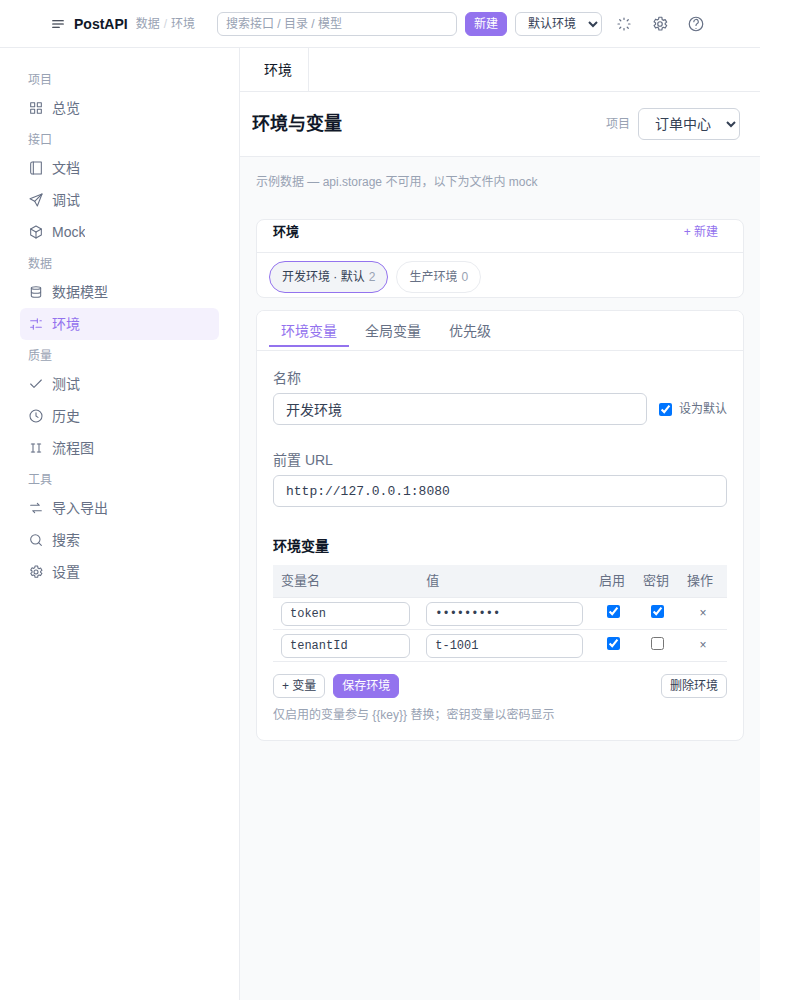 PostAPI 数据 / 环境 搜索接口 / 目录 / 模型 新建 默认环境
项目
总览
接口
文档
调试
Mock
数据
数据模型
环境
质量
测试
历史
流程图
工具
导入导出
搜索
设置
环境
环境与变量 项目 订单中心
示例数据 — api.storage 不可用，以下为文件内 mock
环境 + 新建
开发环境 · 默认 2 生产环境 0
环境变量 全局变量 优先级
名称
开发环境 设为默认
前置 URL
http://127.0.0.1:8080
环境变量
变量名 值 启用 密钥 操作
token ••••••••• ×
tenantId t-1001 ×
+ 变量 保存环境 删除环境
仅启用的变量参与 {{key}} 替换；密钥变量以密码显示